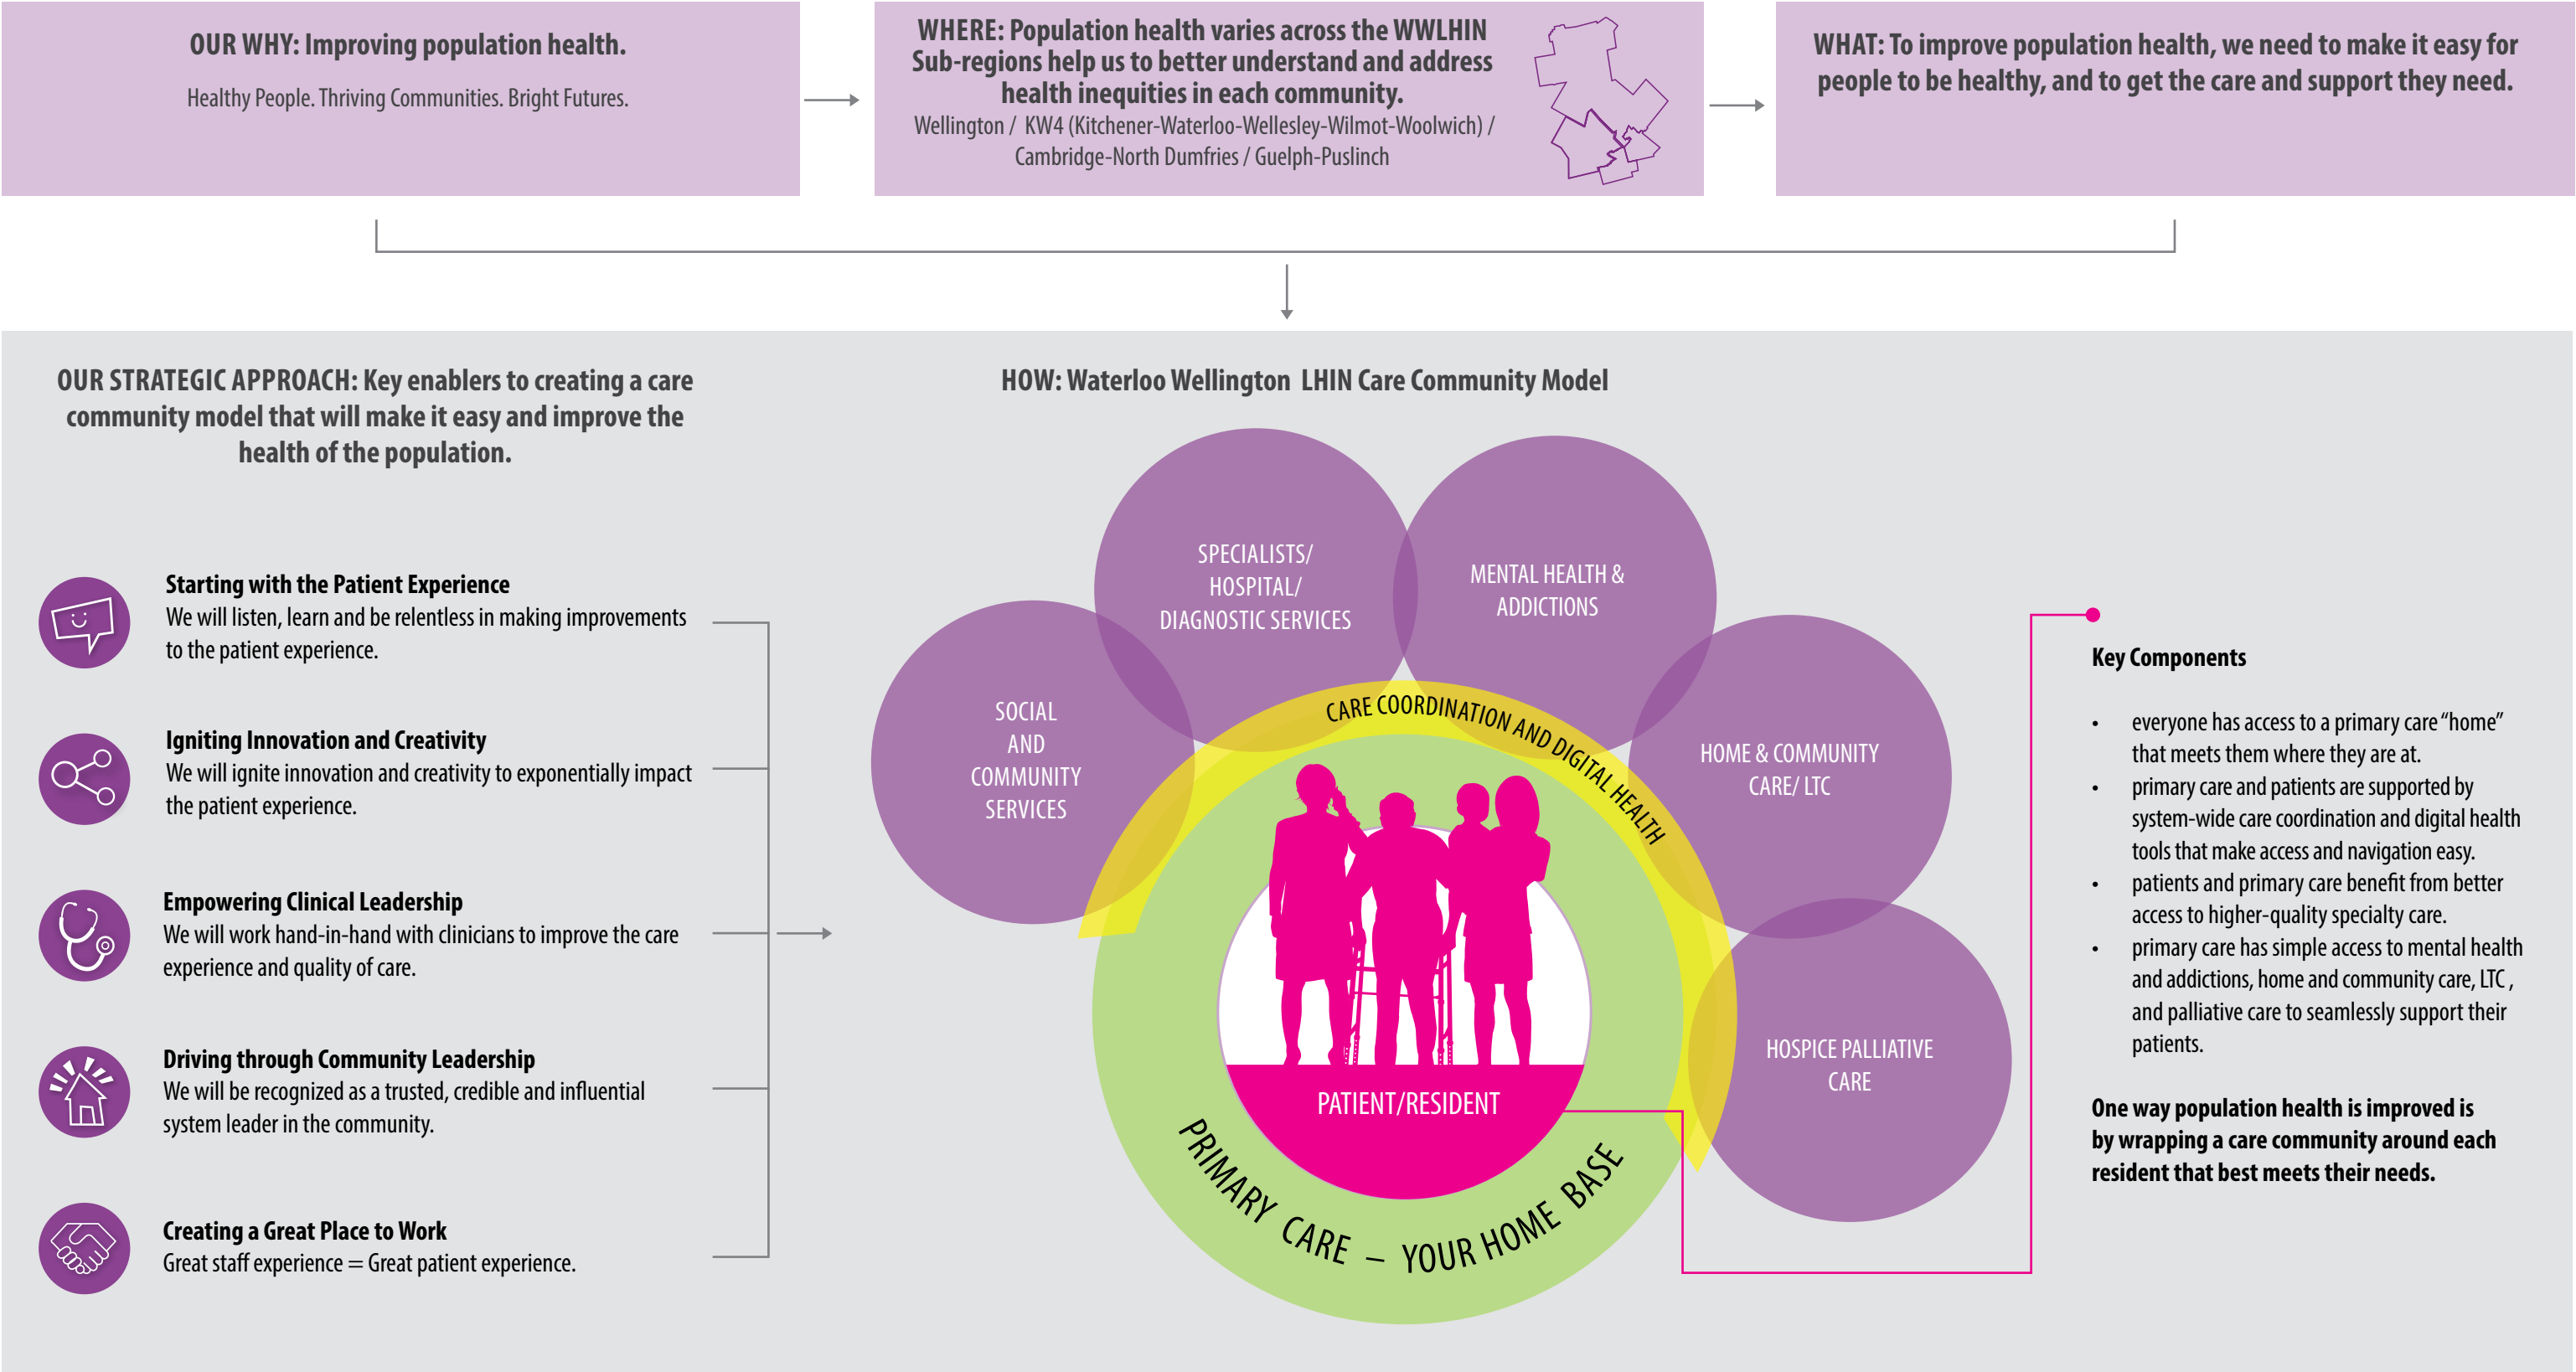 OUR WHY: Improving population health.
Healthy People. Thriving Communities. Bright Futures.
WHERE: Population health varies across the WWLHIN
Sub-regions help us to better understand and address
health inequities in each community.
Wellington / KW4 (Kitchener-Waterloo-Wellesley-Wilmot-Woolwich) /
Cambridge-North Dumfries / Guelph-Puslinch
WHAT: To improve population health, we need to make it easy for
people to be healthy, and to get the care and support they need.
OUR STRATEGIC APPROACH: Key enablers to creating a care
community model that will make it easy and improve the
health of the population.
Starting with the Patient Experience
We will listen, learn and be relentless in making improvements
to the patient experience.
Igniting Innovation and Creativity
We will ignite innovation and creativity to exponentially impact
the patient experience.
Empowering Clinical Leadership
We will work hand-in-hand with clinicians to improve the care
experience and quality of care.
Driving through Community Leadership
We will be recognized as a trusted, credible and influential
system leader in the community.
Creating a Great Place to Work
Great staff experience = Great patient experience.
HOW: Waterloo Wellington LHIN Care Community Model
SOCIAL
AND
COMMUNITY
SERVICES
SPECIALISTS/
HOSPITAL/
DIAGNOSTIC SERVICES
MENTAL HEALTH &
ADDICTIONS
HOME & COMMUNITY
CARE/ LTC
HOSPICE PALLIATIVE
CARE
CARE COORDINATION AND DIGITAL HEALTH
PATIENT/RESIDENT
PRIMARY CARE – YOUR HOME BASE
Key Components
• everyone has access to a primary care “home”
that meets them where they are at.
• primary care and patients are supported by
system-wide care coordination and digital health
tools that make access and navigation easy.
• patients and primary care benefit from better
access to higher-quality specialty care.
• primary care has simple access to mental health
and addictions, home and community care, LTC ,
and palliative care to seamlessly support their
patients.
One way population health is improved is
by wrapping a care community around each
resident that best meets their needs.